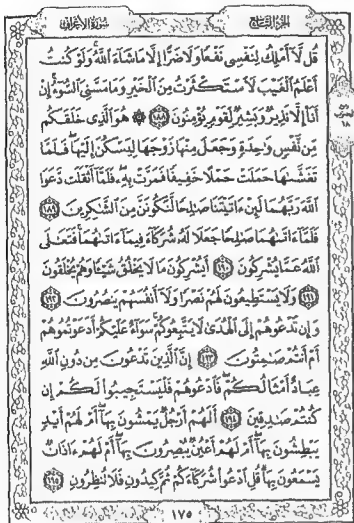 الجزء التاسع سورة الأعراف
قُل لَّآ أَمْلِكُ لِنَفْسِى نَفْعًا وَلَا ضَرًّا إِلَّا مَا شَآءَ ٱللَّهُ وَلَوْ كُنتُ
أَعْلَمُ ٱلْغَيْبَ لَٱسْتَكْثَرْتُ مِنَ ٱلْخَيْرِ وَمَا مَسَّنِىَ ٱلسُّوٓءُ إِنْ
أَنَا۠ إِلَّا نَذِيرٌ وَبَشِيرٌ لِّقَوْمٍ يُؤْمِنُونَ ١٨٨ ۞ هُوَ ٱلَّذِى خَلَقَكُم
مِّن نَّفْسٍ وَٰحِدَةٍ وَجَعَلَ مِنْهَا زَوْجَهَا لِيَسْكُنَ إِلَيْهَا فَلَمَّا
تَغَشَّىٰهَا حَمَلَتْ حَمْلًا خَفِيفًا فَمَرَّتْ بِهِۦ فَلَمَّآ أَثْقَلَت دَّعَوَا
ٱللَّهَ رَبَّهُمَا لَئِنْ ءَاتَيْتَنَا صَٰلِحًا لَّنَكُونَنَّ مِنَ ٱلشَّٰكِرِينَ ١٨٩
فَلَمَّآ ءَاتَىٰهُمَا صَٰلِحًا جَعَلَا لَهُۥ شُرَكَآءَ فِيمَآ ءَاتَىٰهُمَا فَتَعَٰلَى
ٱللَّهُ عَمَّا يُشْرِكُونَ ١٩٠ أَيُشْرِكُونَ مَا لَا يَخْلُقُ شَيْـًٔا وَهُمْ يُخْلَقُونَ
١٩١ وَلَا يَسْتَطِيعُونَ لَهُمْ نَصْرًا وَلَآ أَنفُسَهُمْ يَنصُرُونَ ١٩٢
وَإِن تَدْعُوهُمْ إِلَى ٱلْهُدَىٰ لَا يَتَّبِعُوكُمْ سَوَآءٌ عَلَيْكُمْ أَدَعَوْتُمُوهُمْ
أَمْ أَنتُمْ صَٰمِتُونَ ١٩٣ إِنَّ ٱلَّذِينَ تَدْعُونَ مِن دُونِ ٱللَّهِ
عِبَادٌ أَمْثَالُكُمْ فَٱدْعُوهُمْ فَلْيَسْتَجِيبُوا۟ لَكُمْ إِن
كُنتُمْ صَٰدِقِينَ ١٩٤ أَلَهُمْ أَرْجُلٌ يَمْشُونَ بِهَآ أَمْ لَهُمْ أَيْدٍ
يَبْطِشُونَ بِهَآ أَمْ لَهُمْ أَعْيُنٌ يُبْصِرُونَ بِهَآ أَمْ لَهُمْ ءَاذَانٌ
يَسْمَعُونَ بِهَا قُلِ ٱدْعُوا۟ شُرَكَآءَكُمْ ثُمَّ كِيدُونِ فَلَا تُنظِرُونِ ١٩٥
١٧٥